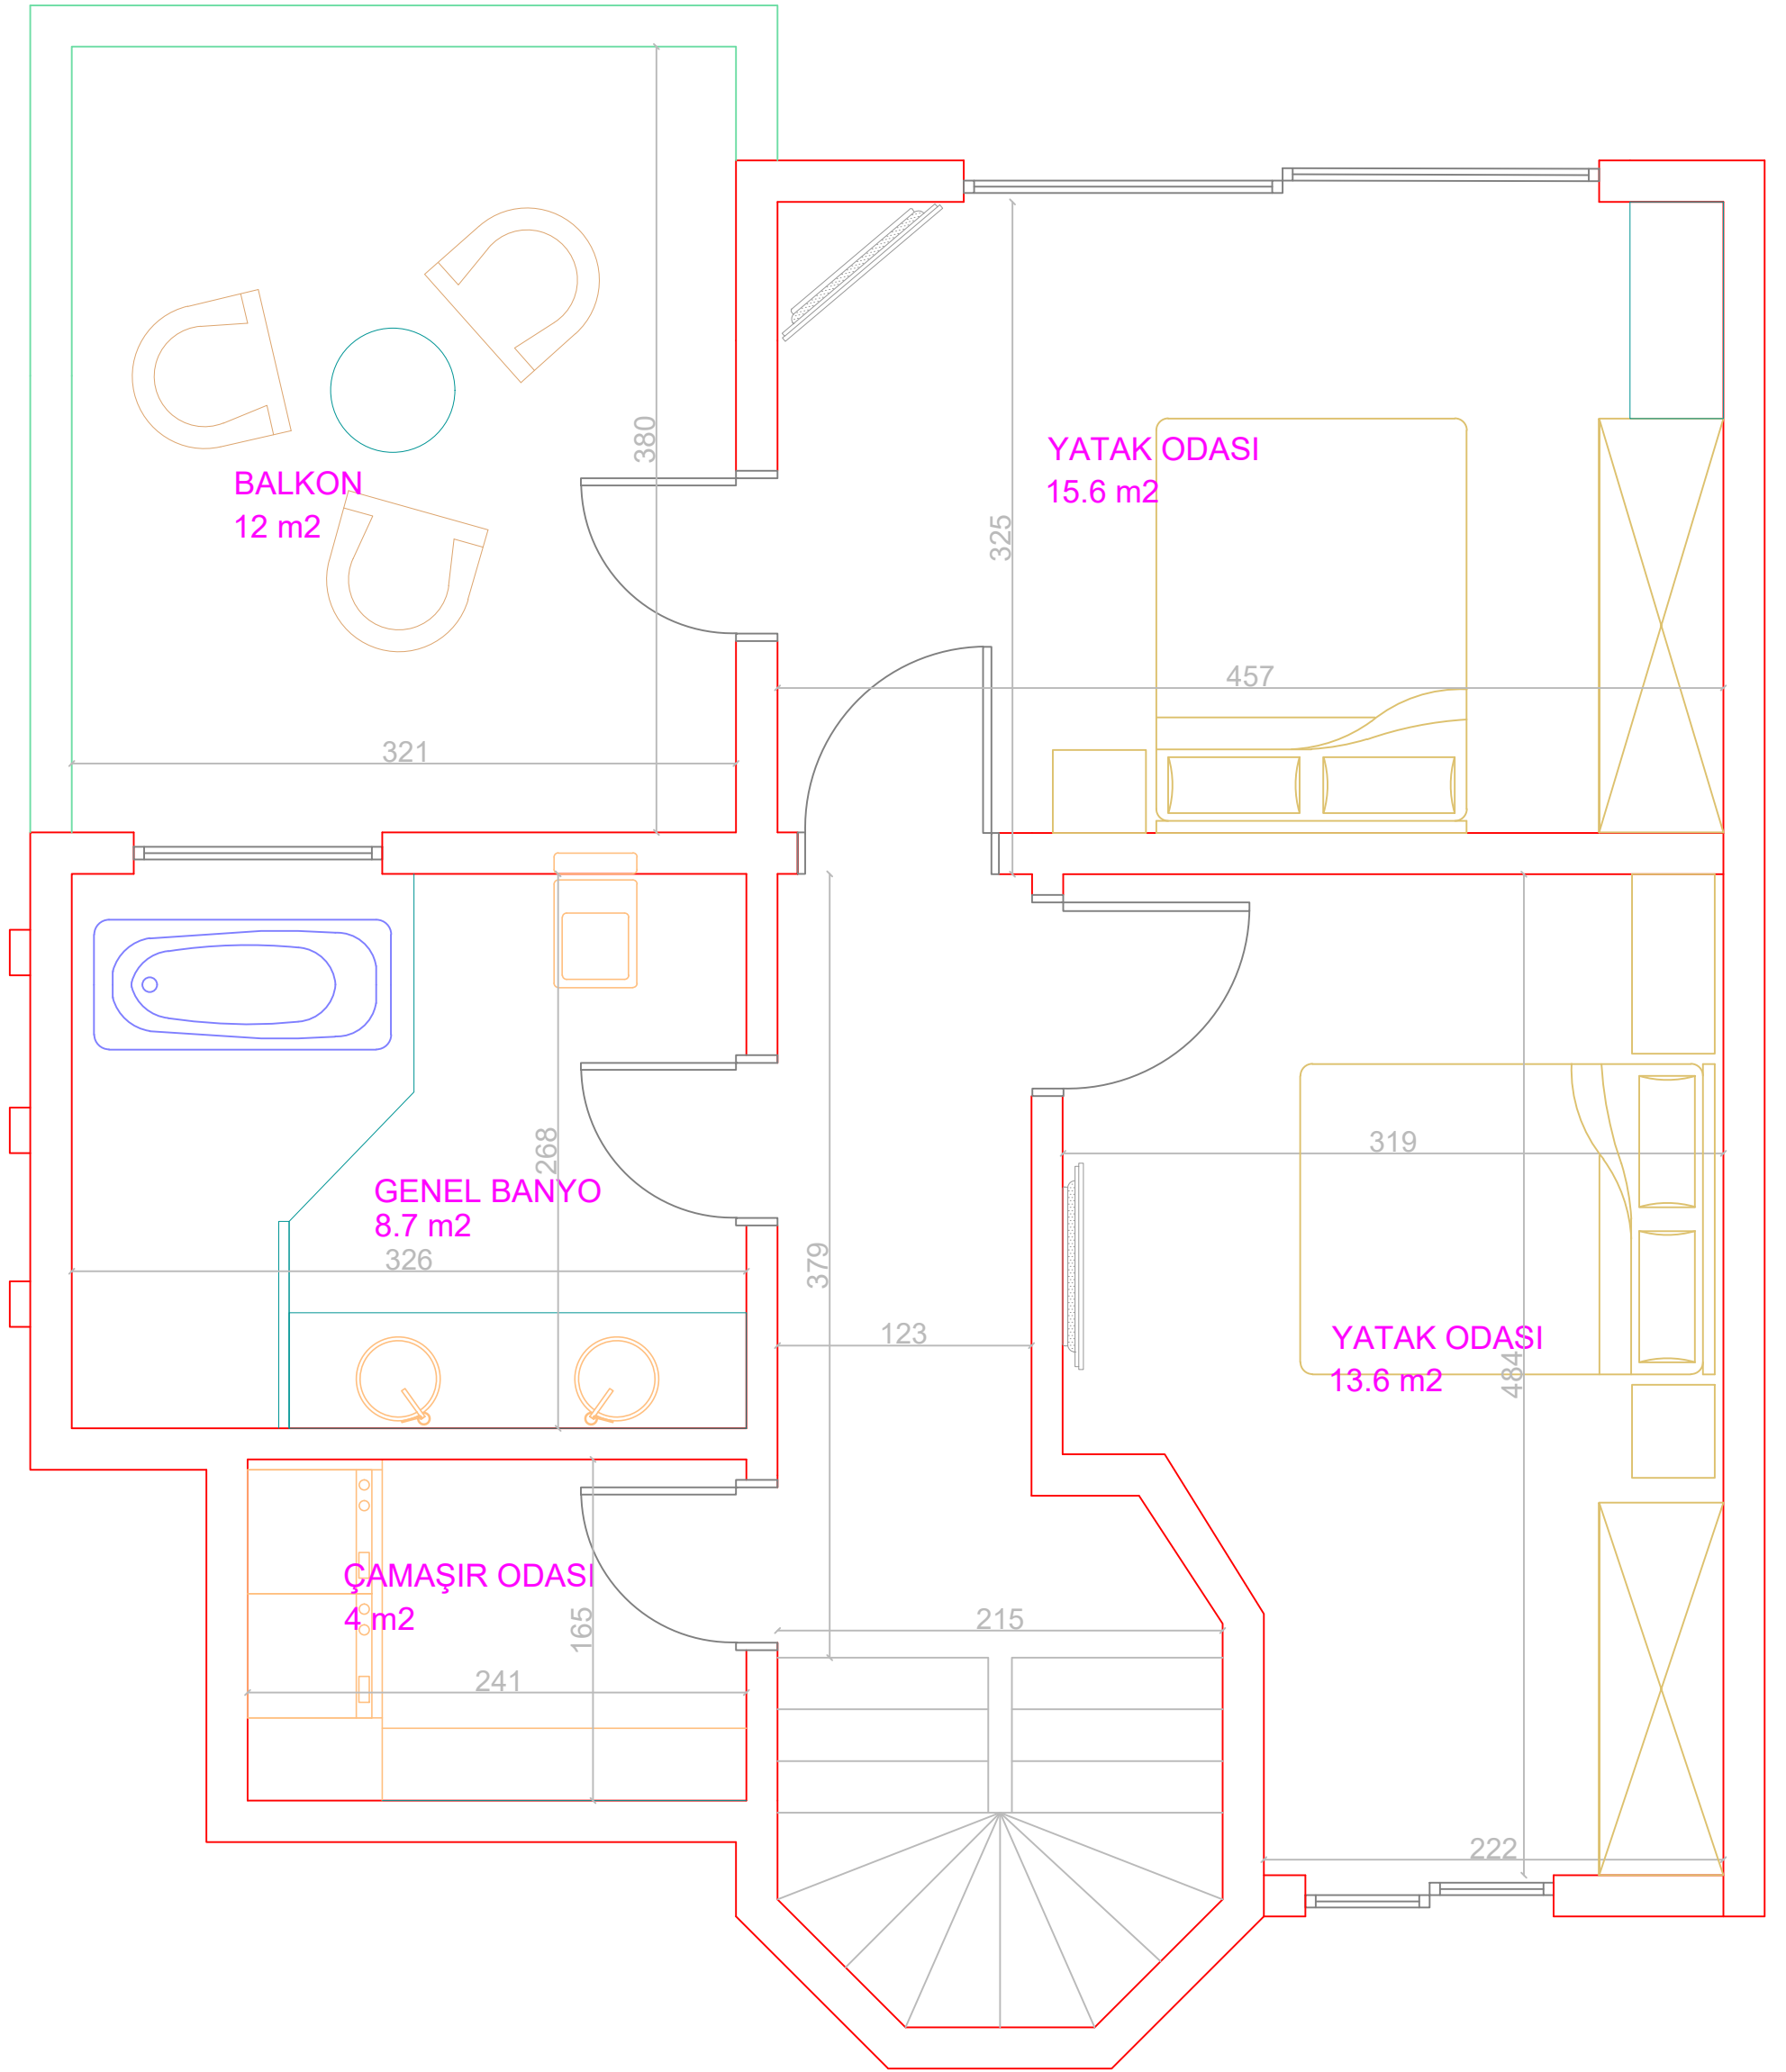 BALKON
12 m2
380
321
YATAK ODASI
15.6 m2
325
457
GENEL BANYO
8.7 m2
268
326
379
123
319
YATAK ODASI
13.6 m2
484
ÇAMAŞIR ODASI
4 m2
165
241
215
222